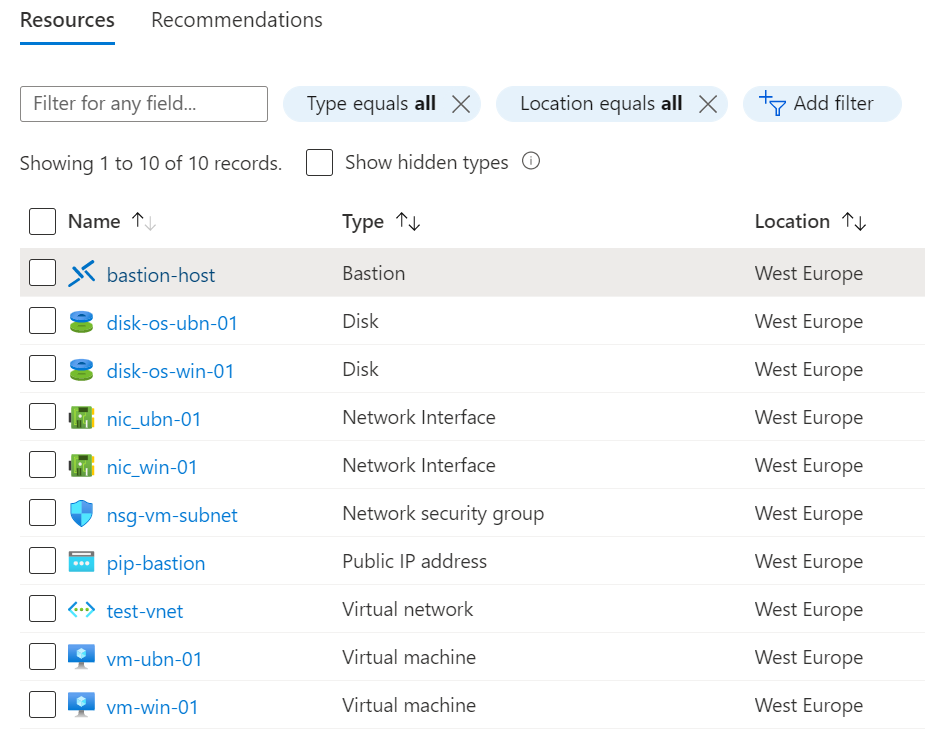 Resources Recommendations
Filter for any field... Type equals all Location equals all Add filter
Showing 1 to 10 of 10 records. Show hidden types
Name Type Location
bastion-host Bastion West Europe
disk-os-ubn-01 Disk West Europe
disk-os-win-01 Disk West Europe
nic_ubn-01 Network Interface West Europe
nic_win-01 Network Interface West Europe
nsg-vm-subnet Network security group West Europe
pip-bastion Public IP address West Europe
test-vnet Virtual network West Europe
vm-ubn-01 Virtual machine West Europe
vm-win-01 Virtual machine West Europe